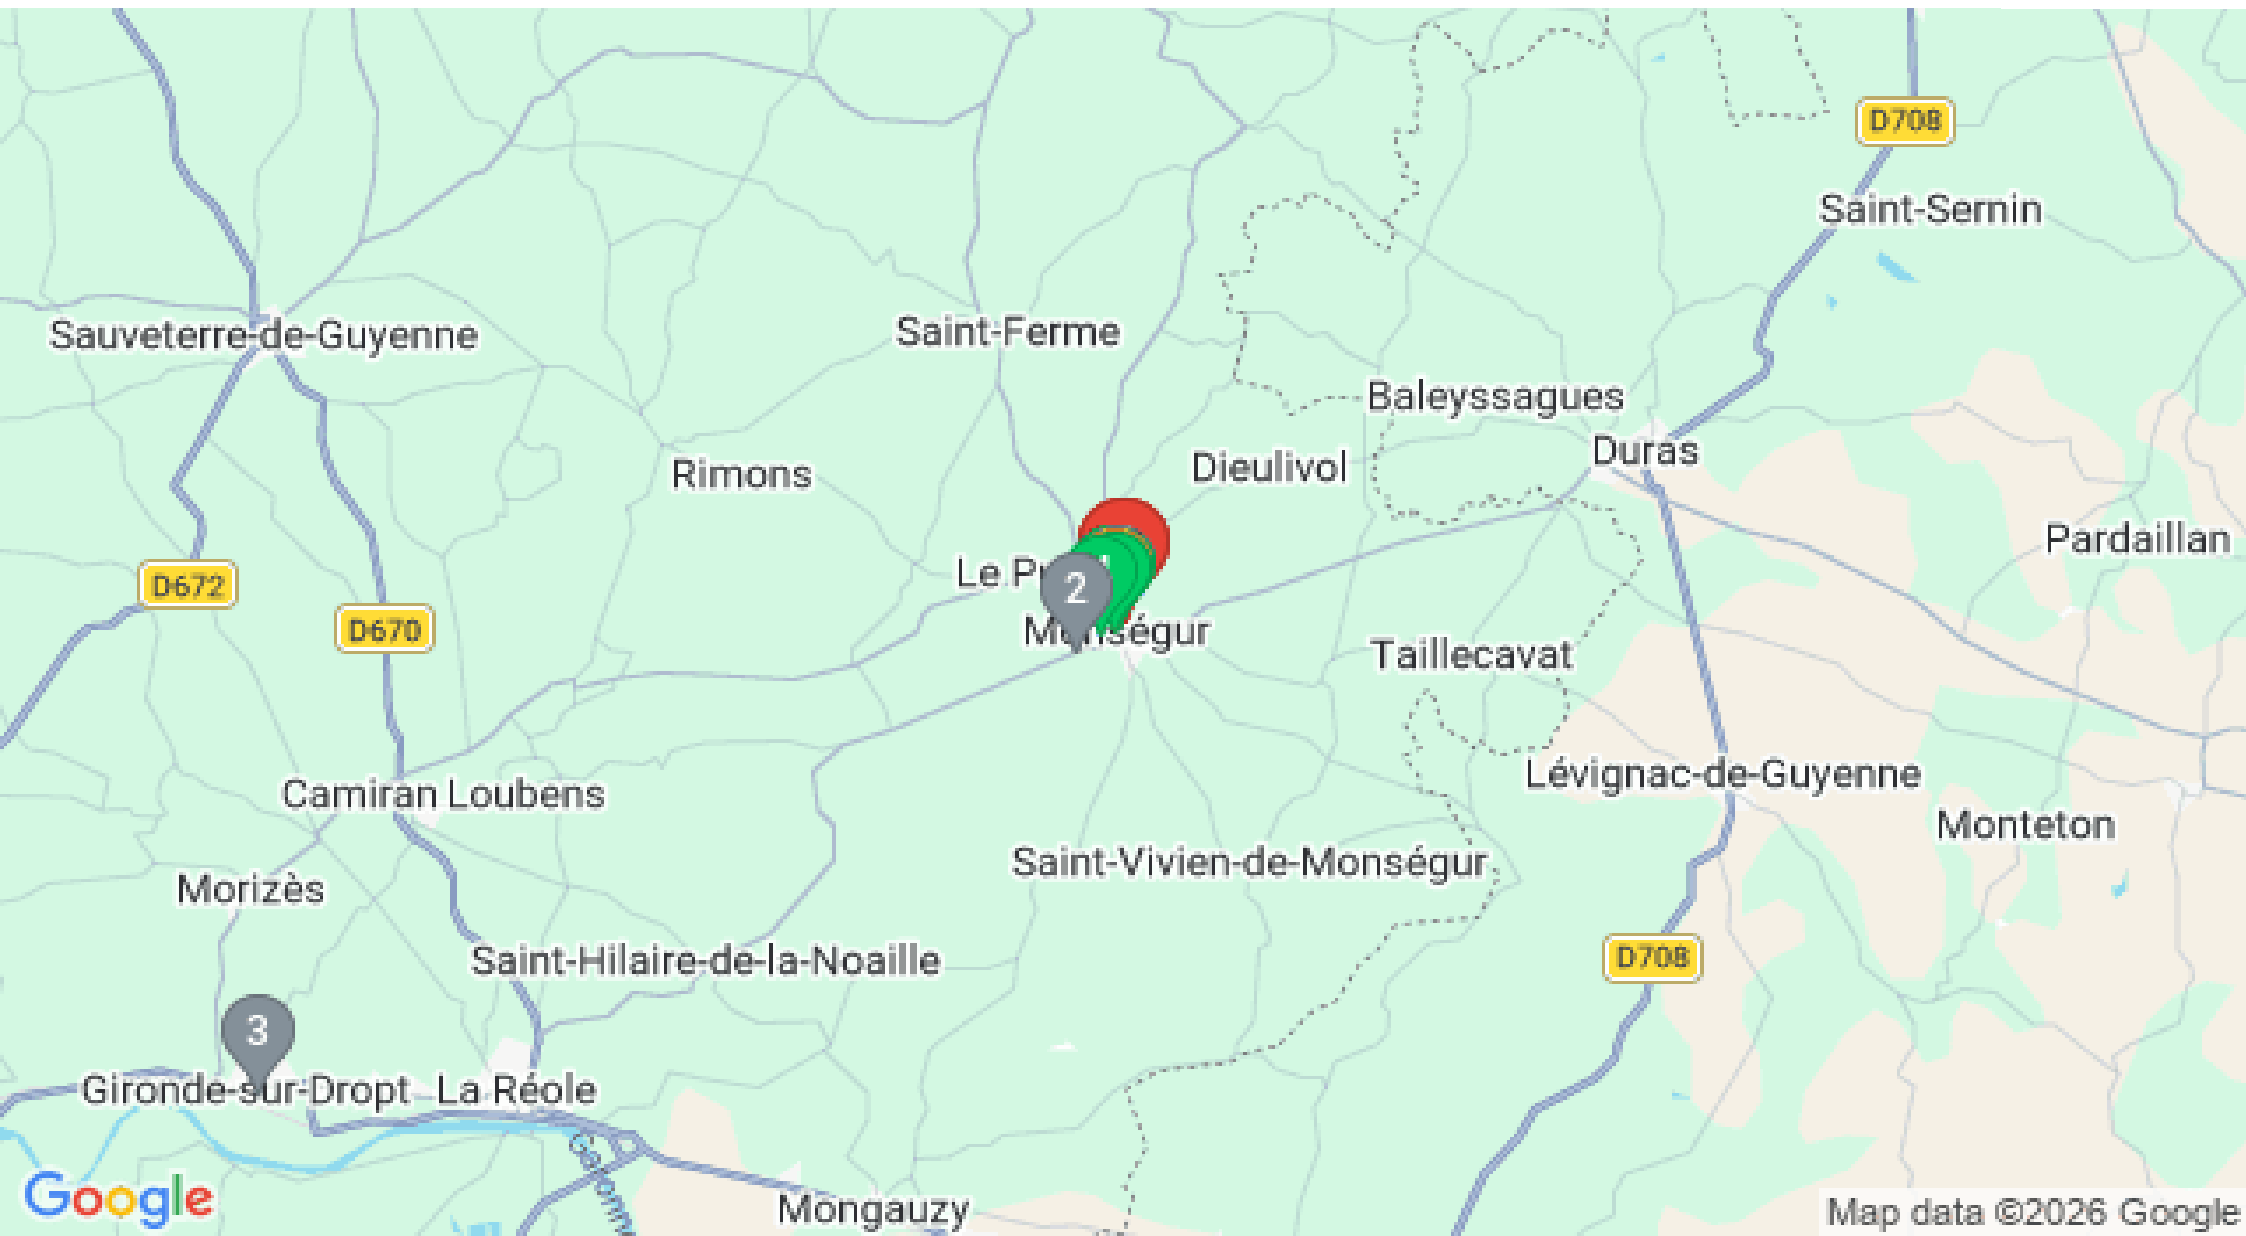 D708
Saint-Sernin
Sauveterre-de-Guyenne
Saint-Ferme
Baleyssagues
Duras
Dieulivol
Rimons
Pardaillan
Le
2
D672
D670
Monségur
Taillecavat
Lévignac-de-Guyenne
Camiran Loubens
Monteton
Saint-Vivien-de-Monségur
Morizès
Saint-Hilaire-de-la-Noaille
D708
3
Gironde-sur-Dropt
La Réole
Google
Mongauzy
Map data ©2026 Google